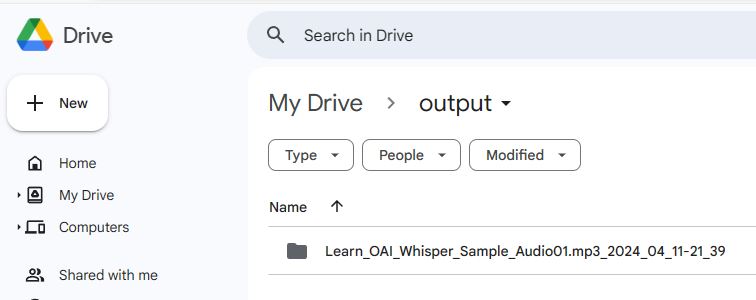 Drive
Search in Drive
New
My Drive > output
Type People Modified
Home
My Drive
Computers
Shared with me
Name
Learn_OAI_Whisper_Sample_Audio01.mp3_2024_04_11-21_39